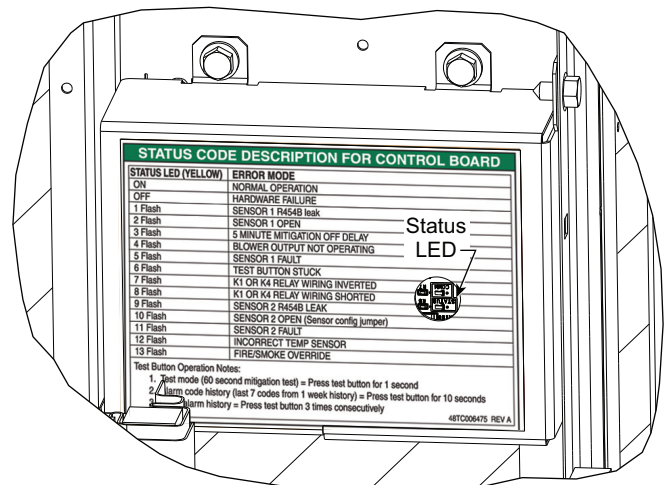 STATUS CODE DESCRIPTION FOR CONTROL BOARD
STATUS LED (YELLOW) ERROR MODE
ON NORMAL OPERATION
OFF HARDWARE FAILURE
1 Flash SENSOR 1 R454B leak
2 Flash SENSOR 1 OPEN
3 Flash 5 MINUTE MITIGATION OFF DELAY
4 Flash BLOWER OUTPUT NOT OPERATING
5 Flash SENSOR 1 FAULT
6 Flash TEST BUTTON STUCK
7 Flash K1 OR K4 RELAY WIRING INVERTED
8 Flash K1 OR K4 RELAY WIRING SHORTED
9 Flash SENSOR 2 R454B LEAK
10 Flash SENSOR 2 OPEN (Sensor config jumper)
11 Flash SENSOR 2 FAULT
12 Flash INCORRECT TEMP SENSOR
13 Flash FIRE/SMOKE OVERRIDE
Status
LED
STATUS
Test Button Operation Notes:
1. Test mode (60 second mitigation test) = Press test button for 1 second
2. larm code history (last 7 codes from 1 week history) = Press test button for 10 seconds
alarm history = Press test button 3 times consecutively
48TC006475 REV A